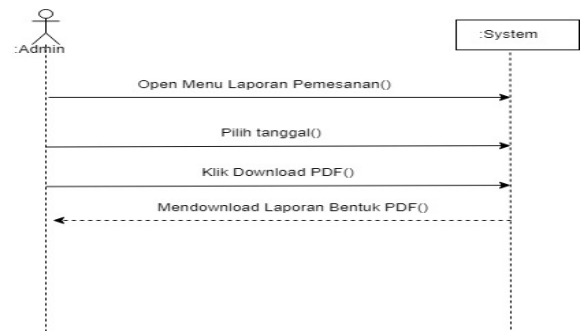 :Admin
:System
Open Menu Laporan Pemesanan()
Pilih tanggal()
Klik Download PDF()
Mendownload Laporan Bentuk PDF()